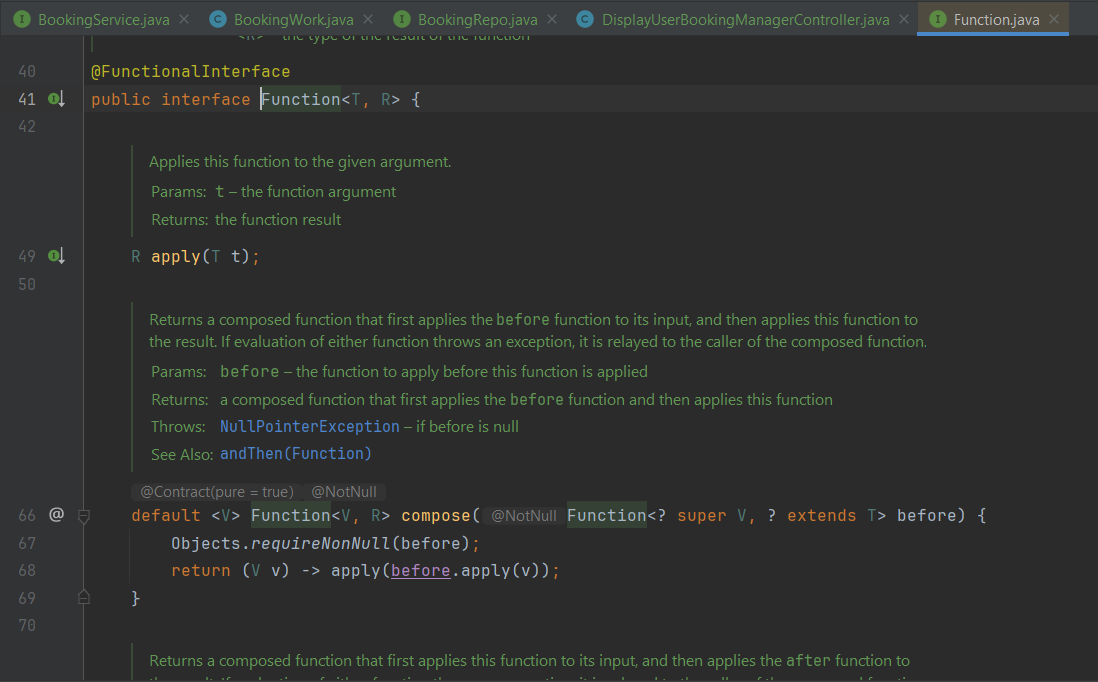 BookingService.java BookingWork.java BookingRepo.java DisplayUserBookingManagerController.java Function.java
<R> – the type of the result of the function
40 @FunctionalInterface
41 public interface Function<T, R> {
42
Applies this function to the given argument.
Params: t – the function argument
Returns: the function result
49 R apply(T t);
50
Returns a composed function that first applies the before function to its input, and then applies this function to
the result. If evaluation of either function throws an exception, it is relayed to the caller of the composed function.
Params: before – the function to apply before this function is applied
Returns: a composed function that first applies the before function and then applies this function
Throws: NullPointerException – if before is null
See Also: andThen(Function)
@Contract(pure = true) @NotNull
66 @ default <V> Function<V, R> compose( @NotNull Function<? super V, ? extends T> before) {
67 Objects.requireNonNull(before);
68 return (V v) -> apply(before.apply(v));
69 }
70
Returns a composed function that first applies this function to its input, and then applies the after function to